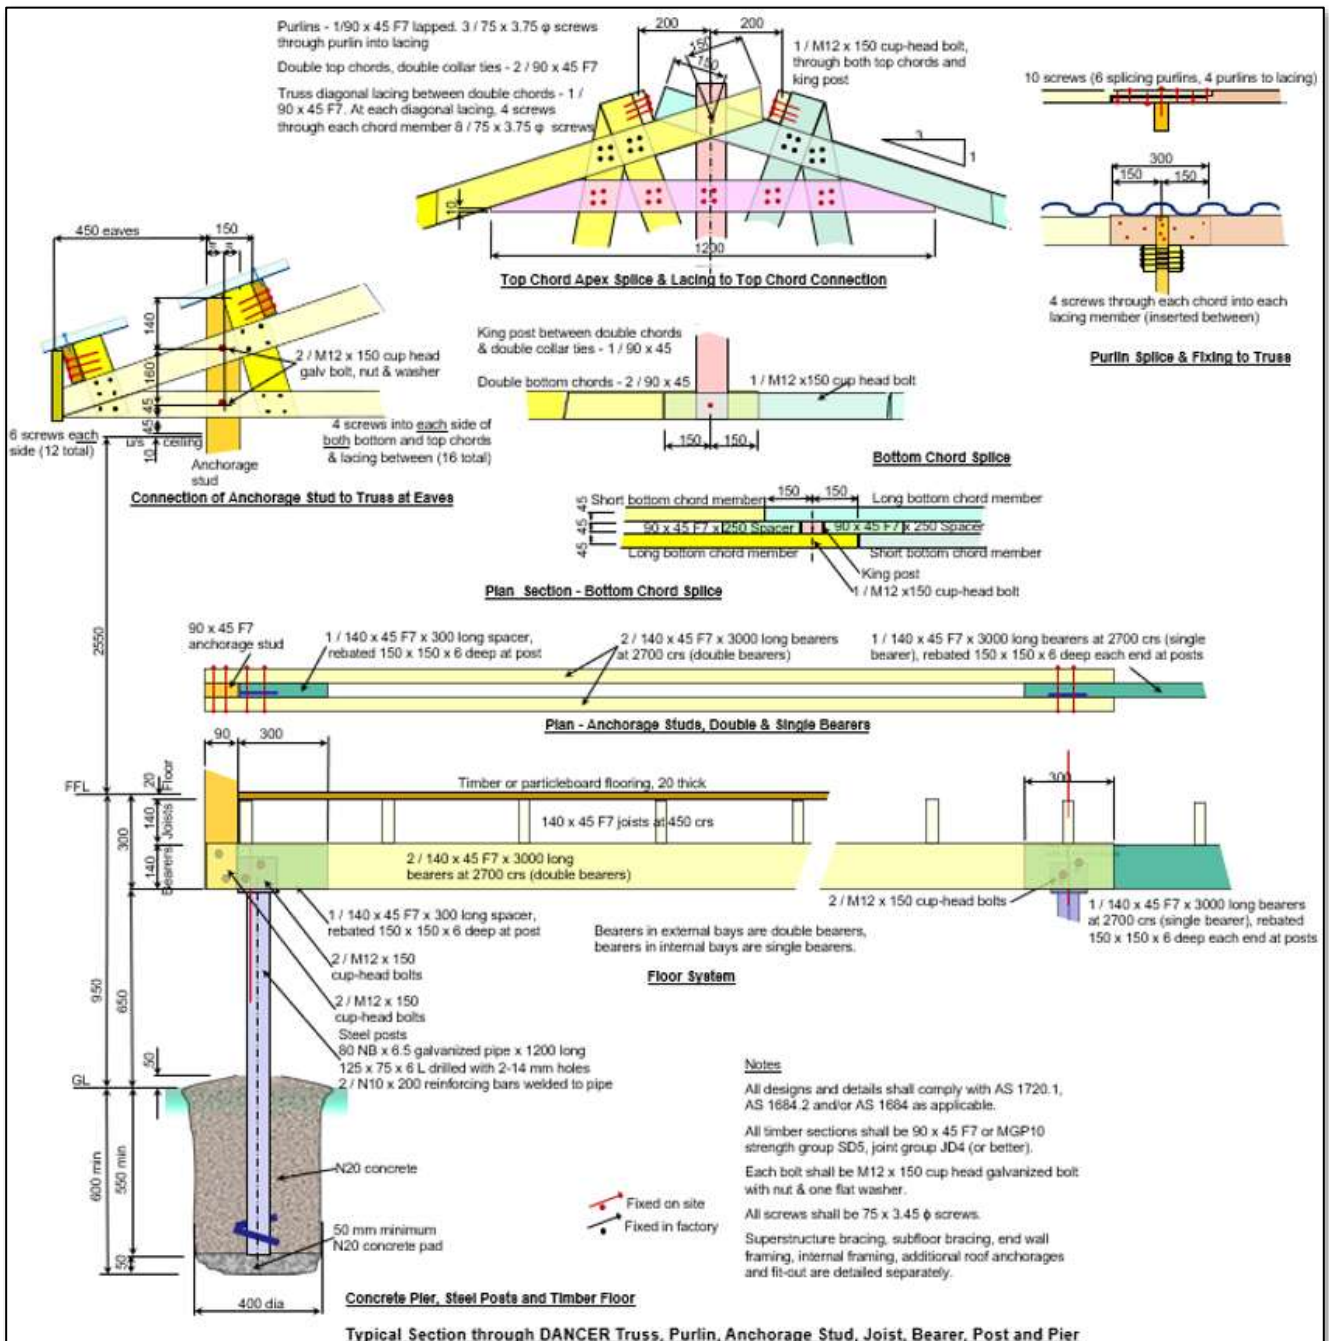 Purlins - 1/90 x 45 F7 lapped. 3 / 75 x 3.75 φ screws
through purlin into lacing
Double top chords, double collar ties - 2 / 90 x 45 F7
Truss diagonal lacing between double chords - 1 /
90 x 45 F7. At each diagonal lacing, 4 screws
through each chord member 8 / 75 x 3.75 φ screws
200
200
150
150
1 / M12 x 150 cup-head bolt,
through both top chords and
king post
3
1
10
1200
Top Chord Apex Splice & Lacing to Top Chord Connection
10 screws (6 splicing purlins, 4 purlins to lacing)
300
150
150
4 screws through each chord into each
lacing member (inserted between)
Purlin Splice & Fixing to Truss
450 eaves
150
140
160
45
45
10
2 / M12 x 150 cup head
galv bolt, nut & washer
6 screws each
side (12 total)
u/s ceiling
Anchorage
stud
4 screws into each side of
both bottom and top chords
& lacing between (16 total)
Connection of Anchorage Stud to Truss at Eaves
King post between double chords
& double collar ties - 1 / 90 x 45
Double bottom chords - 2 / 90 x 45
1 / M12 x150 cup head bolt
150
150
Bottom Chord Splice
Short bottom chord member
150
150
Long bottom chord member
45
45
45
90 x 45 F7 x 250 Spacer
90 x 45 F7 x 250 Spacer
Long bottom chord member
Short bottom chord member
King post
1 / M12 x150 cup-head bolt
Plan Section - Bottom Chord Splice
2550
90 x 45 F7
anchorage stud
1 / 140 x 45 F7 x 300 long spacer,
rebated 150 x 150 x 6 deep at post
2 / 140 x 45 F7 x 3000 long bearers
at 2700 crs (double bearers)
1 / 140 x 45 F7 x 3000 long bearers at 2700 crs (single
bearer), rebated 150 x 150 x 6 deep each end at posts
Plan - Anchorage Studs, Double & Single Bearers
90
300
300
FFL
20
Floor
140
Joists
140
Bearers
300
Timber or particleboard flooring, 20 thick
140 x 45 F7 joists at 450 crs
2 / 140 x 45 F7 x 3000 long
bearers at 2700 crs (double bearers)
1 / 140 x 45 F7 x 300 long spacer,
rebated 150 x 150 x 6 deep at post
Bearers in external bays are double bearers,
bearers in internal bays are single bearers.
2 / M12 x 150 cup-head bolts
1 / 140 x 45 F7 x 3000 long bearers
at 2700 crs (single bearer), rebated
150 x 150 x 6 deep each end at posts
Floor System
2 / M12 x 150
cup-head bolts
2 / M12 x 150
cup-head bolts
Steel posts
80 NB x 6.5 galvanized pipe x 1200 long
125 x 75 x 6 L drilled with 2-14 mm holes
2 / N10 x 200 reinforcing bars welded to pipe
950
650
50
GL
600 min
550 min
50
N20 concrete
50 mm minimum
N20 concrete pad
400 dia
Fixed on site
Fixed in factory
Notes
All designs and details shall comply with AS 1720.1,
AS 1684.2 and/or AS 1684 as applicable.
All timber sections shall be 90 x 45 F7 or MGP10
strength group SD5, joint group JD4 (or better).
Each bolt shall be M12 x 150 cup head galvanized bolt
with nut & one flat washer.
All screws shall be 75 x 3.45 ϕ screws.
Superstructure bracing, subfloor bracing, end wall
framing, internal framing, additional roof anchorages
and fit-out are detailed separately.
Concrete Pier, Steel Posts and Timber Floor
Typical Section through DANCER Truss, Purlin, Anchorage Stud, Joist, Bearer, Post and Pier